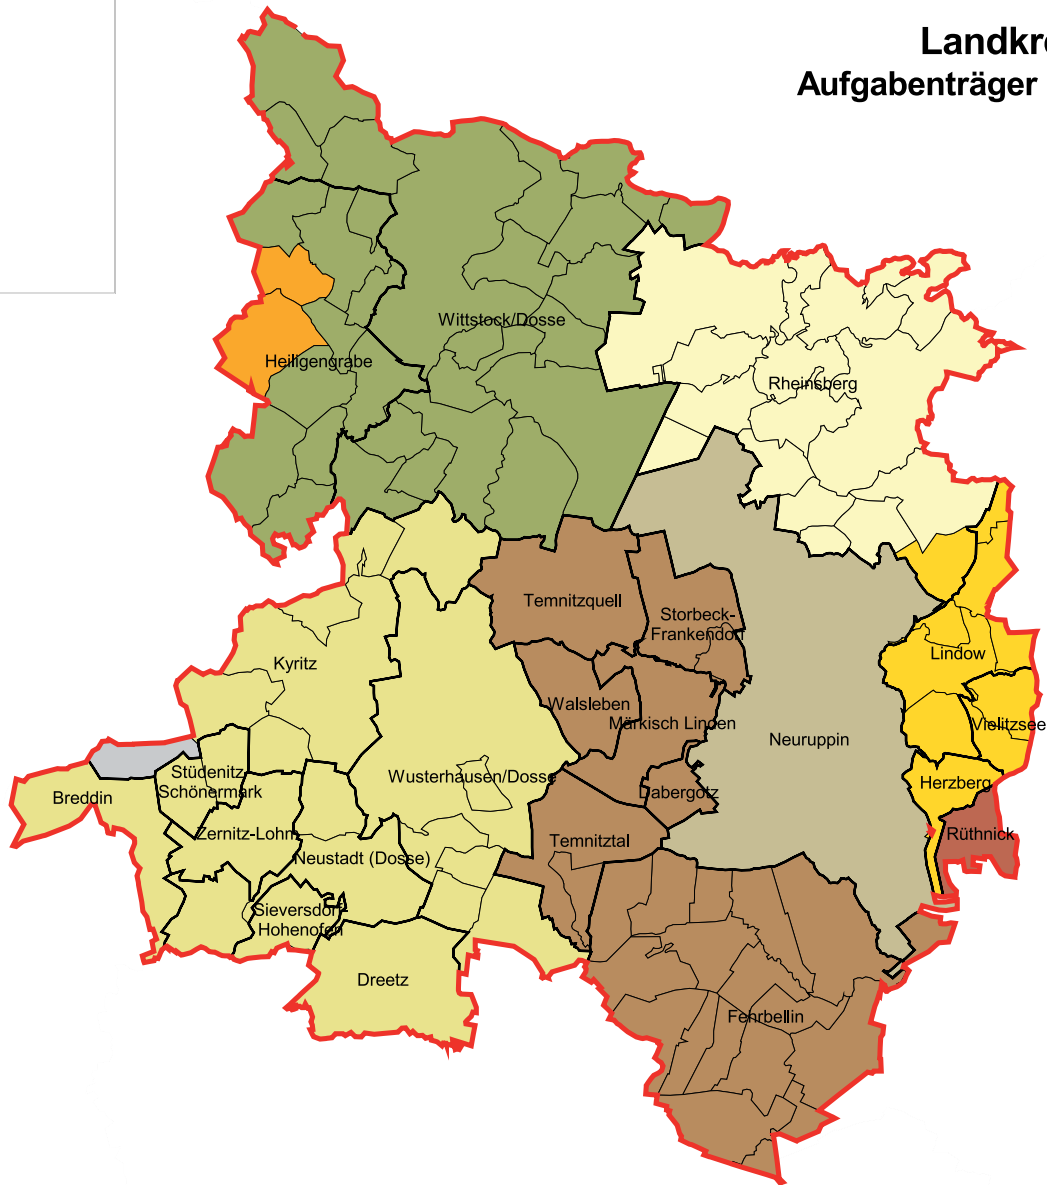 Landkr
Aufgabenträger
Wittstock/Dosse
Heiligengrabe
Rheinsberg
Temnitzquell
Storbeck-
Frankendorf
Lindow
Kyritz
Walsleben
Märkisch Linden
Vielitzsee
Neuruppin
Stüdenitz-
Schönermark
Wusterhausen/Dosse
Breddin
Dabergotz
Herzberg
Zernitz-Lohm
Temnitztal
Rüthnick
Neustadt (Dosse)
Sieversdorf-
Hohenofen
Dreetz
Fehrbellin